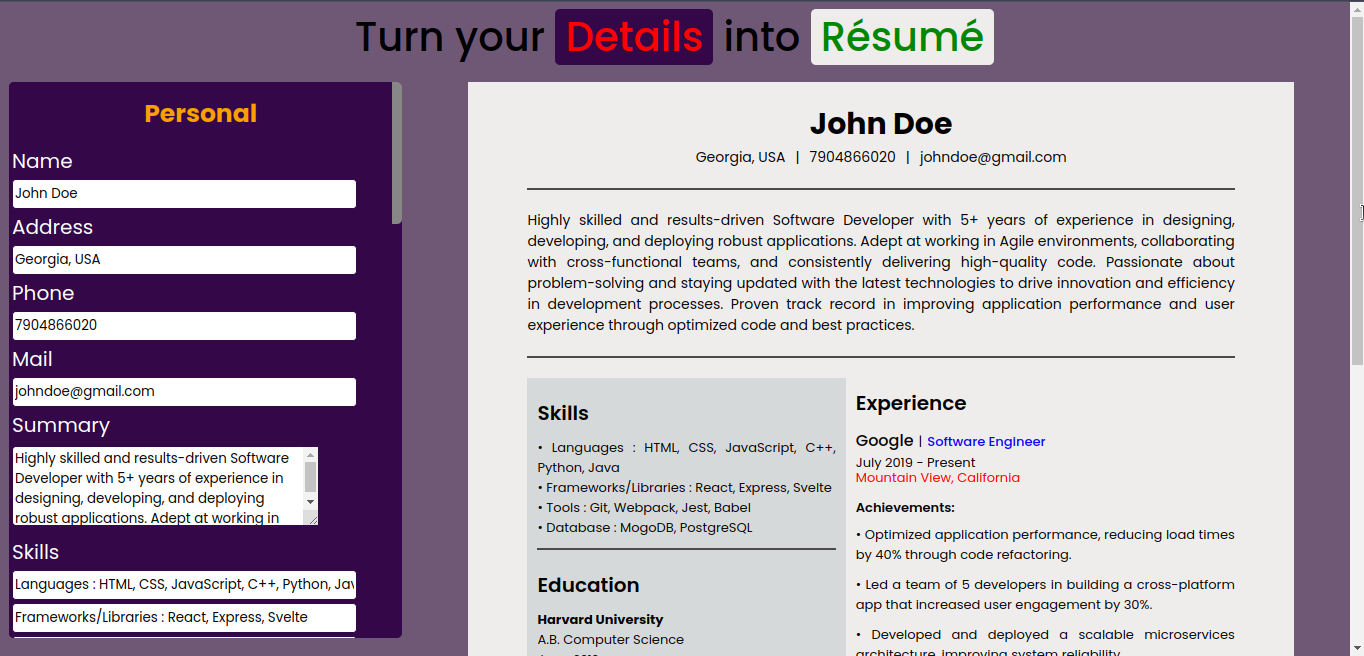 Turn your Details into Résumé
Personal
Name
John Doe
Address
Georgia, USA
Phone
7904866020
Mail
johndoe@gmail.com
Summary
Highly skilled and results-driven Software
Developer with 5+ years of experience in
designing, developing, and deploying
robust applications. Adept at working in
Skills
Languages : HTML, CSS, JavaScript, C++, Python, Jav
Frameworks/Libraries : React, Express, Svelte
John Doe
Georgia, USA | 7904866020 | johndoe@gmail.com
Highly skilled and results-driven Software Developer with 5+ years of experience in designing,
developing, and deploying robust applications. Adept at working in Agile environments, collaborating
with cross-functional teams, and consistently delivering high-quality code. Passionate about
problem-solving and staying updated with the latest technologies to drive innovation and efficiency
in development processes. Proven track record in improving application performance and user
experience through optimized code and best practices.
Skills
• Languages : HTML, CSS, JavaScript, C++,
Python, Java
• Frameworks/Libraries : React, Express, Svelte
• Tools : Git, Webpack, Jest, Babel
• Database : MogoDB, PostgreSQL
Education
Harvard University
A.B. Computer Science
Experience
Google | Software Engineer
July 2019 - Present
Mountain View, California
Achievements:
• Optimized application performance, reducing load times
by 40% through code refactoring.
• Led a team of 5 developers in building a cross-platform
app that increased user engagement by 30%.
• Developed and deployed a scalable microservices
architecture, improving system reliability.